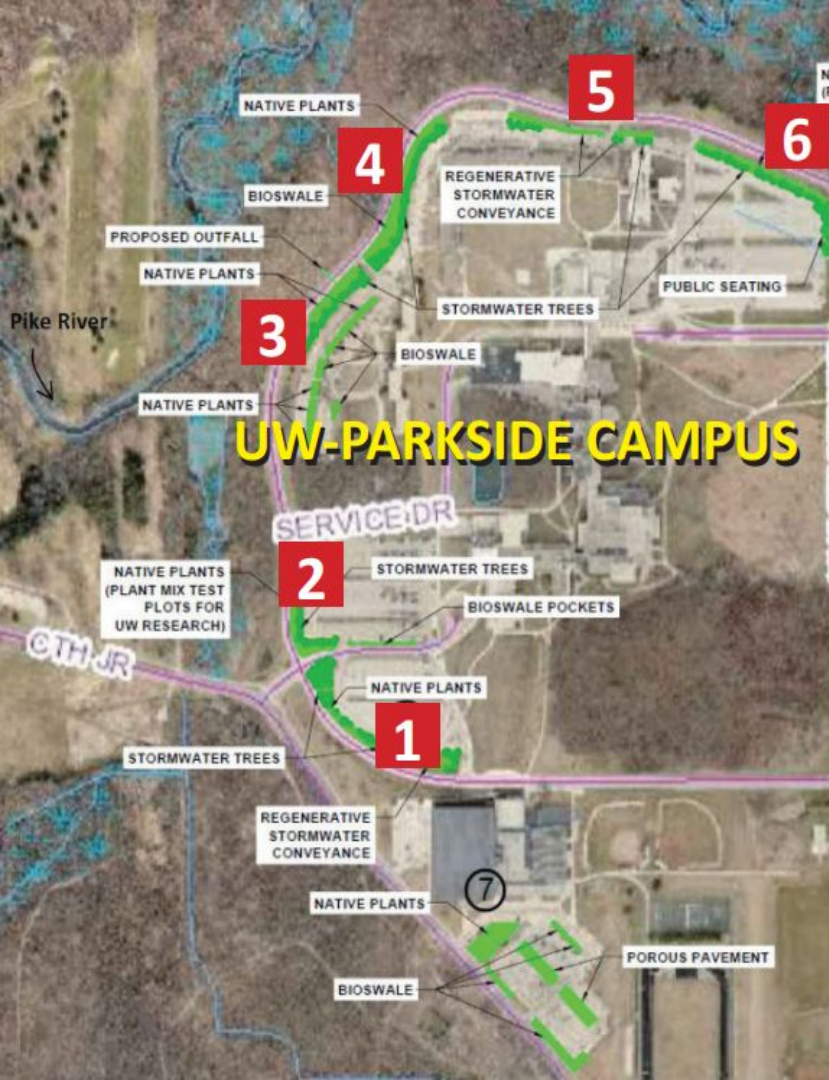 5
N
(P
NATIVE PLANTS
6
4
REGENERATIVE
STORMWATER
CONVEYANCE
BIOSWALE
PROPOSED OUTFALL
NATIVE PLANTS
PUBLIC SEATING
STORMWATER TREES
Pike River
3
BIOSWALE
NATIVE PLANTS
UW-PARKSIDE CAMPUS
SERVICE DR
2
NATIVE PLANTS
(PLANT MIX TEST
PLOTS FOR
UW RESEARCH)
STORMWATER TREES
BIOSWALE POCKETS
CTH JR
NATIVE PLANTS
1
STORMWATER TREES
REGENERATIVE
STORMWATER
CONVEYANCE
7
NATIVE PLANTS
POROUS PAVEMENT
BIOSWALE